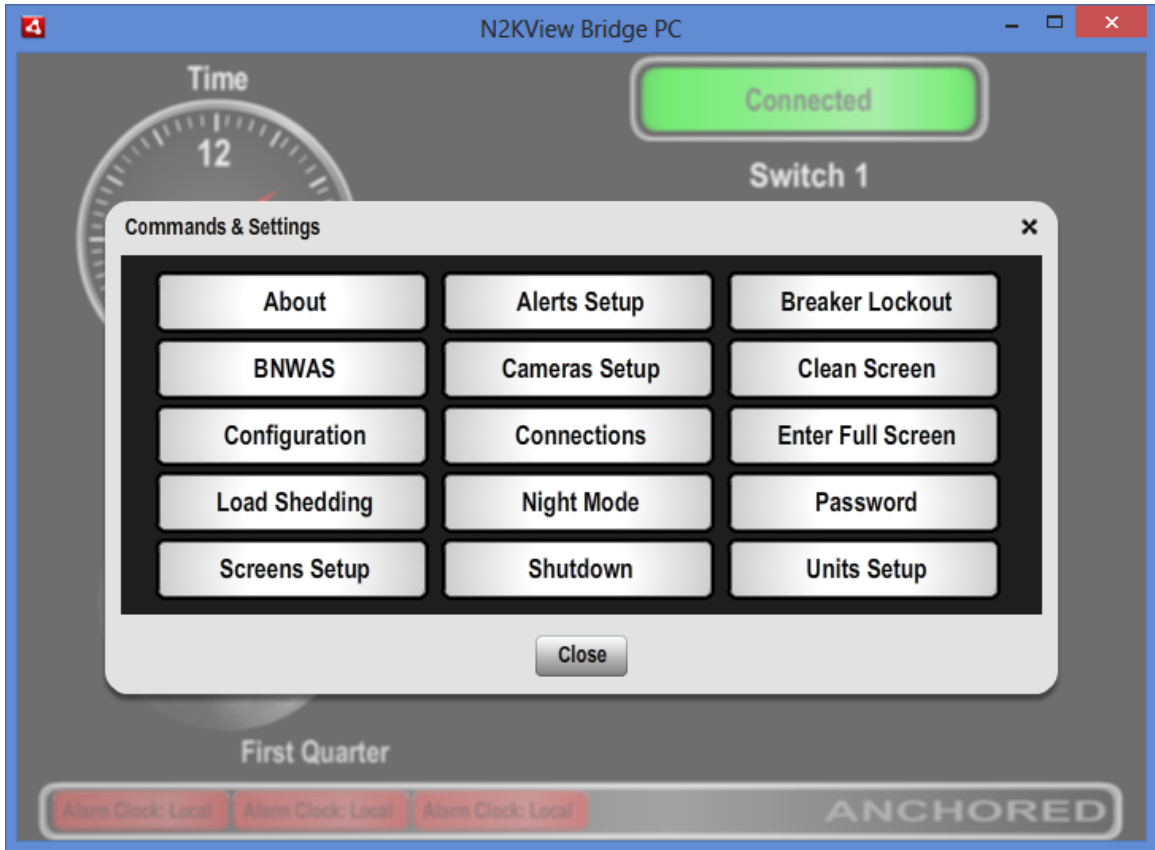 N2KView Bridge PC
Time
12
Connected
Switch 1
Commands & Settings
About
Alerts Setup
Breaker Lockout
BNWAS
Cameras Setup
Clean Screen
Configuration
Connections
Enter Full Screen
Load Shedding
Night Mode
Password
Screens Setup
Shutdown
Units Setup
Close
First Quarter
Alarm Clock: Local Alarm Clock: Local Alarm Clock: Local ANCHORED